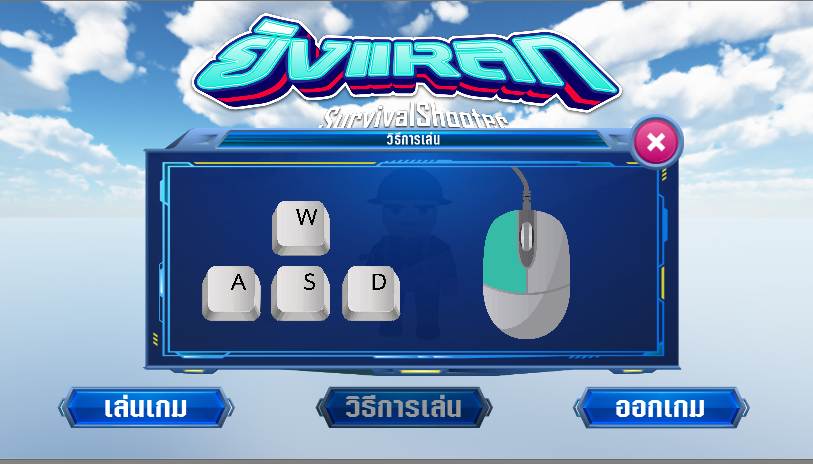 ยิงแหลก
SurvivalShooter
วิธีการเล่น
W
A S D
เล่นเกม วิธีการเล่น ออกเกม